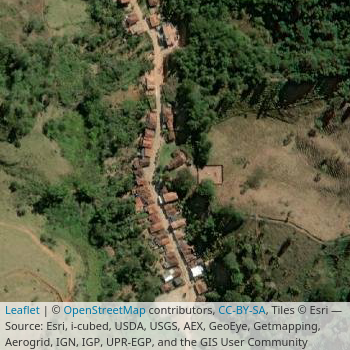 Leaflet | © OpenStreetMap contributors, CC-BY-SA, Tiles © Esri —
Source: Esri, i-cubed, USDA, USGS, AEX, GeoEye, Getmapping,
Aerogrid, IGN, IGP, UPR-EGP, and the GIS User Community